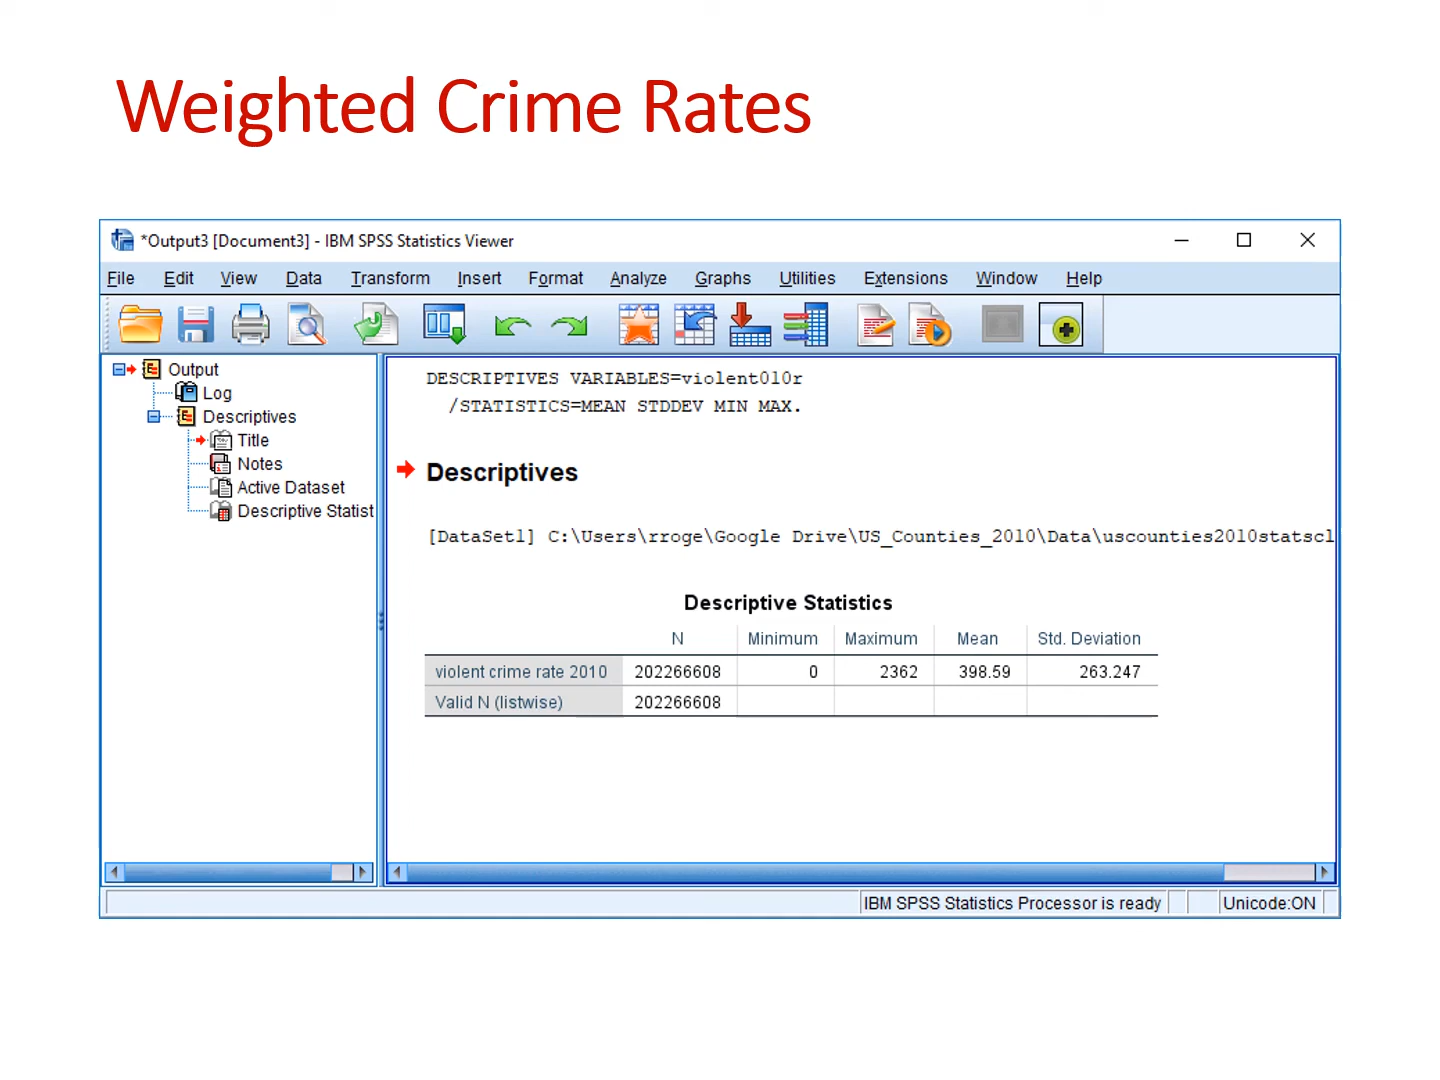 Weighted Crime Rates
*Output3 [Document3] - IBM SPSS Statistics Viewer
File Edit View Data Transform Insert Format Analyze Graphs Utilities Extensions Window Help
Output
Log
Descriptives
Title
Notes
Active Dataset
Descriptive Statist
DESCRIPTIVES VARIABLES=violent010r
/STATISTICS=MEAN STDDEV MIN MAX.
Descriptives
[DataSet1] C:\Users\rroge\Google Drive\US_Counties_2010\Data\uscounties2010statscl
Descriptive Statistics
N Minimum Maximum Mean Std. Deviation
violent crime rate 2010 202266608 0 2362 398.59 263.247
Valid N (listwise) 202266608
IBM SPSS Statistics Processor is ready Unicode:ON